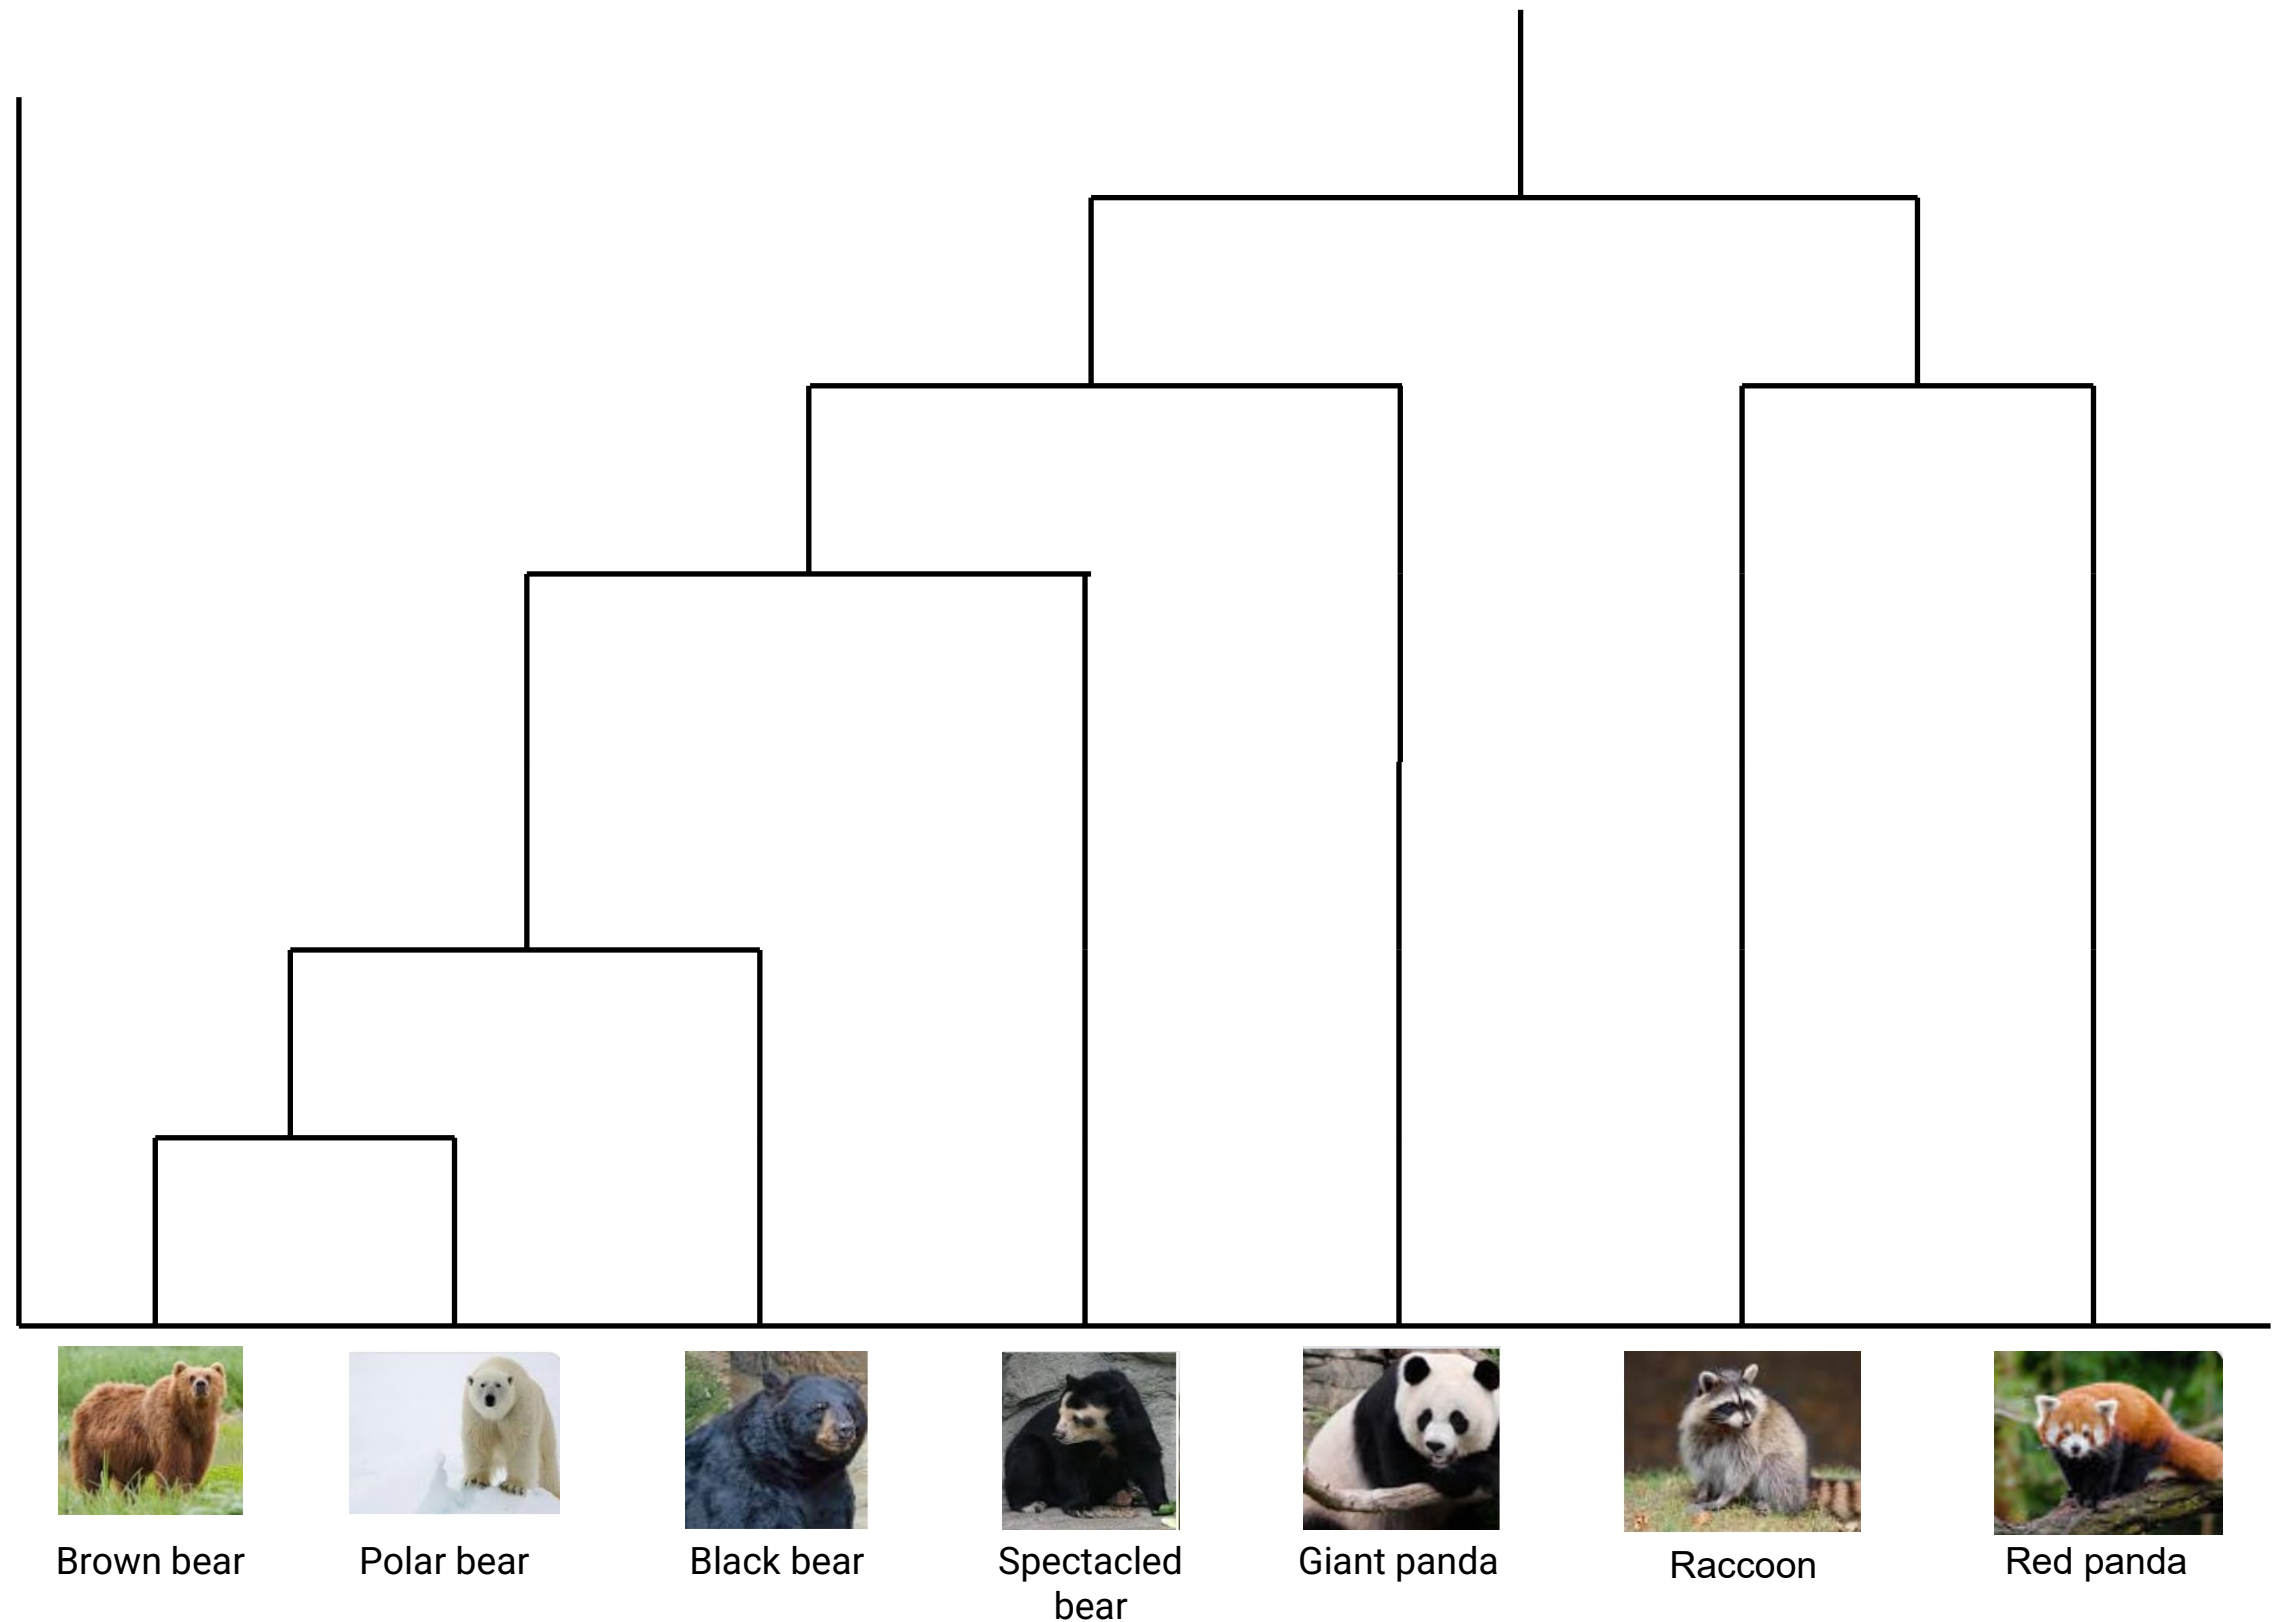 Brown bear
Polar bear
Black bear
Spectacled
bear
Giant panda
Raccoon
Red panda